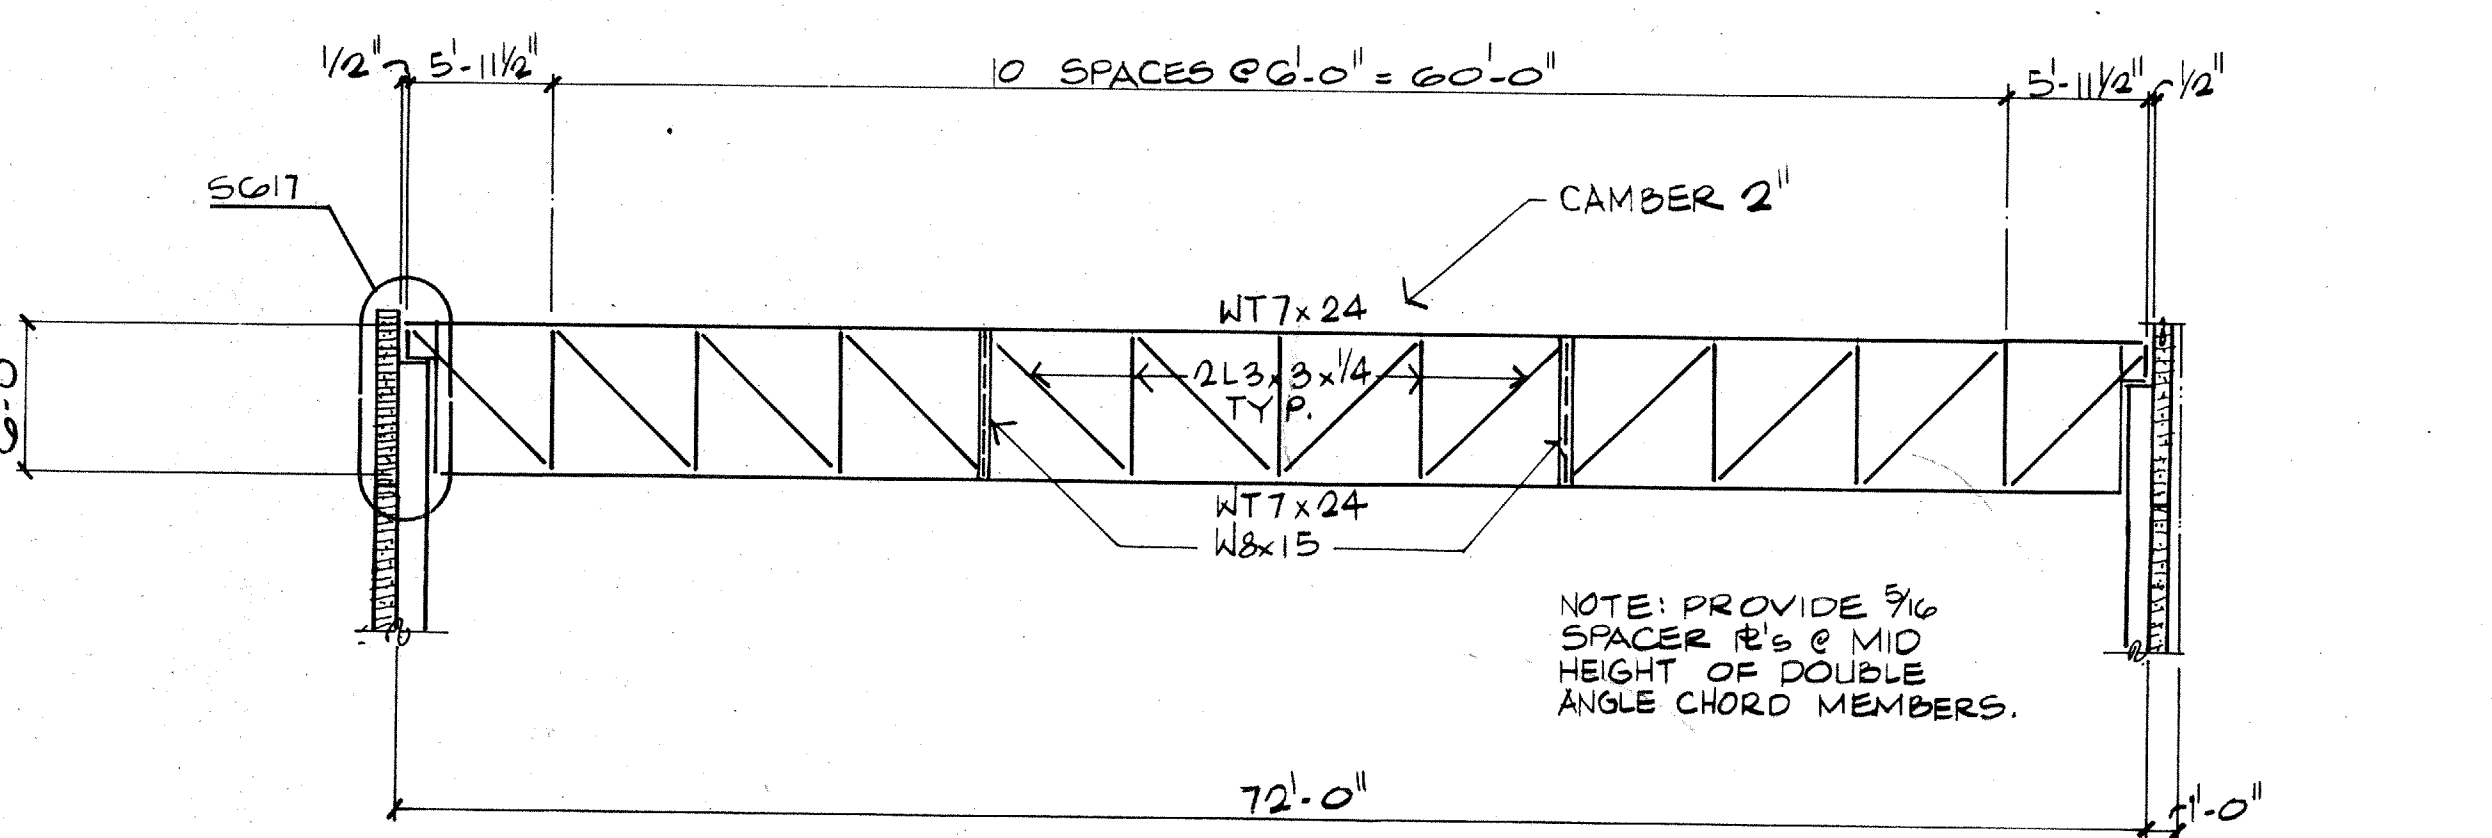 1/2" 5'-11 1/2" 10 SPACES @ 6'-0" = 60'-0" 5'-11 1/2" 1/2"
SG17
CAMBER 2"
WT7x24
2L3x3x1/4
TYP.
WT7x24
W8x15
NOTE: PROVIDE 5/16
SPACER ℞'s @ MID
HEIGHT OF DOUBLE
ANGLE CHORD MEMBERS.
72'-0" 1'-0"